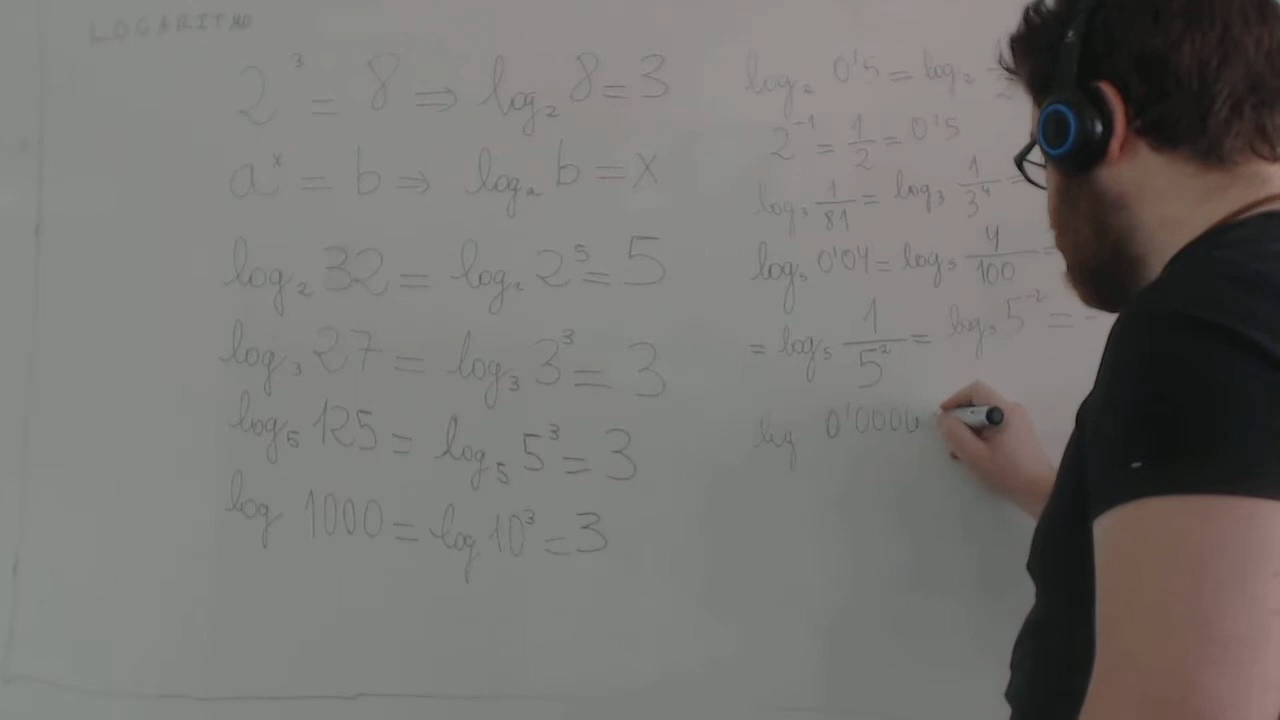 LOGARITMO
2³ = 8 ⇒ log₂ 8 = 3
aˣ = b ⇒ logₐ b = x
log₂ 32 = log₂ 2⁵ = 5
log₃ 27 = log₃ 3³ = 3
log₅ 125 = log₅ 5³ = 3
log 1000 = log 10³ = 3
log₂ 0'5 = log₂ 1/2
2⁻¹ = 1/2 = 0'5
log₃ 1/81 = log₃ 1/3⁴ =
log₅ 0'04 = log₅ 4/100 =
= log₅ 1/5² = log₅ 5⁻² = -
log 0'0000